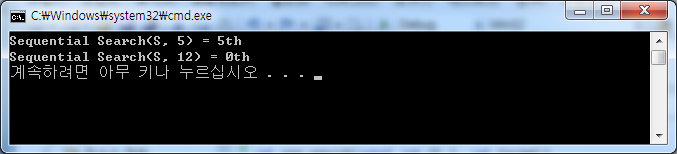 C:₩Windows₩system32₩cmd.exe
Sequential Search(S, 5) = 5th
Sequential Search(S, 12) = 0th
계속하려면 아무 키나 누르십시오 . . .